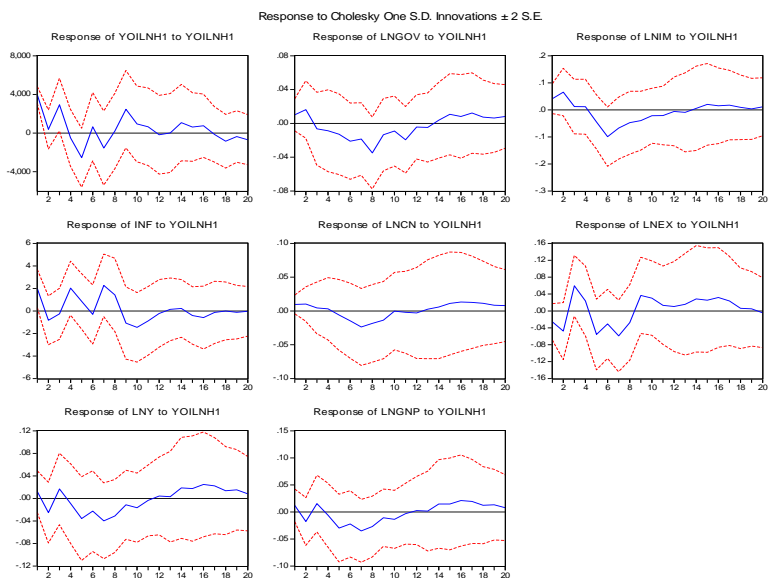 Response to Cholesky One S.D. Innovations ± 2 S.E.
Response of YOILNH1 to YOILNH1
8,000
4,000
0
-4,000
2 4 6 8 10 12 14 16 18 20
Response of LNGOV to YOILNH1
.08
.04
.00
-.04
-.08
2 4 6 8 10 12 14 16 18 20
Response of LNIM to YOILNH1
.2
.1
.0
-.1
-.2
-.3
2 4 6 8 10 12 14 16 18 20
Response of INF to YOILNH1
6
4
2
0
-2
-4
-6
2 4 6 8 10 12 14 16 18 20
Response of LNCN to YOILNH1
.10
.05
.00
-.05
-.10
2 4 6 8 10 12 14 16 18 20
Response of LNEX to YOILNH1
.16
.12
.08
.04
.00
-.04
-.08
-.12
-.16
2 4 6 8 10 12 14 16 18 20
Response of LNY to YOILNH1
.12
.08
.04
.00
-.04
-.08
-.12
2 4 6 8 10 12 14 16 18 20
Response of LNGNP to YOILNH1
.15
.10
.05
.00
-.05
-.10
2 4 6 8 10 12 14 16 18 20